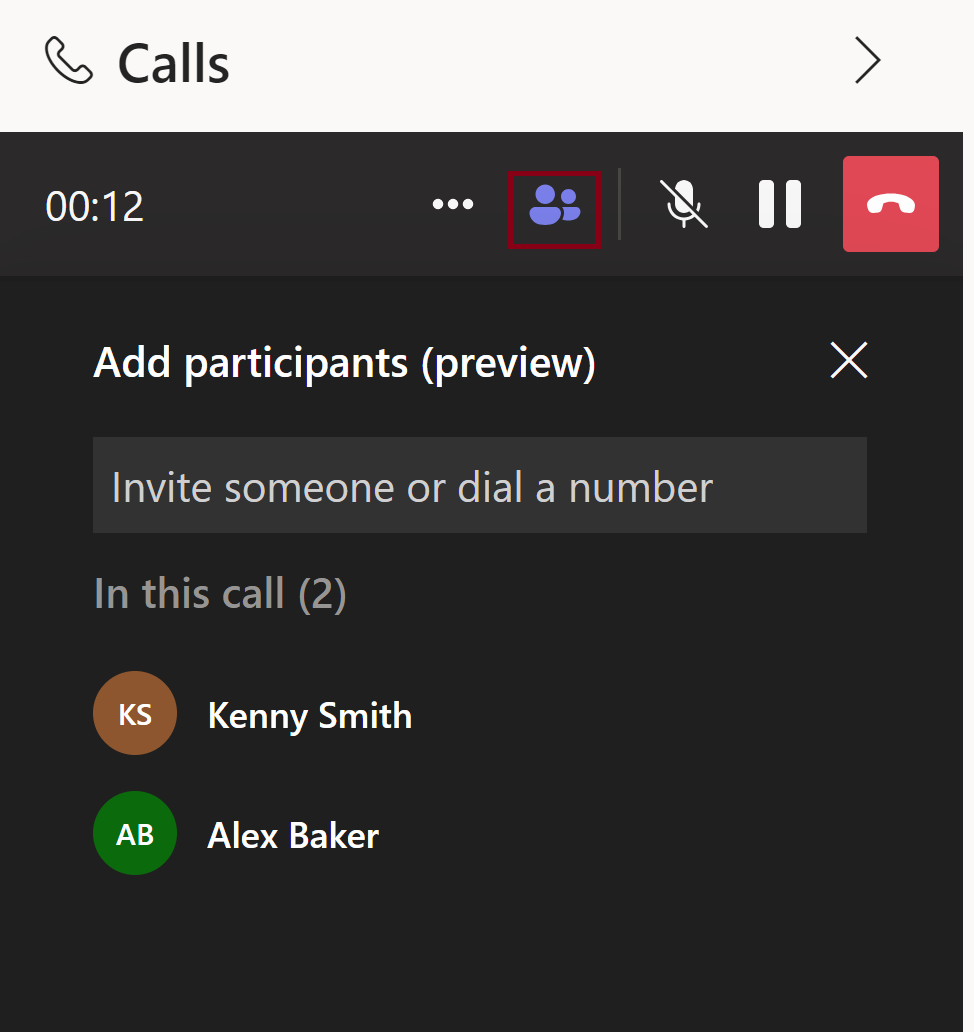 Calls
00:12
Add participants (preview)
Invite someone or dial a number
In this call (2)
KS Kenny Smith
AB Alex Baker